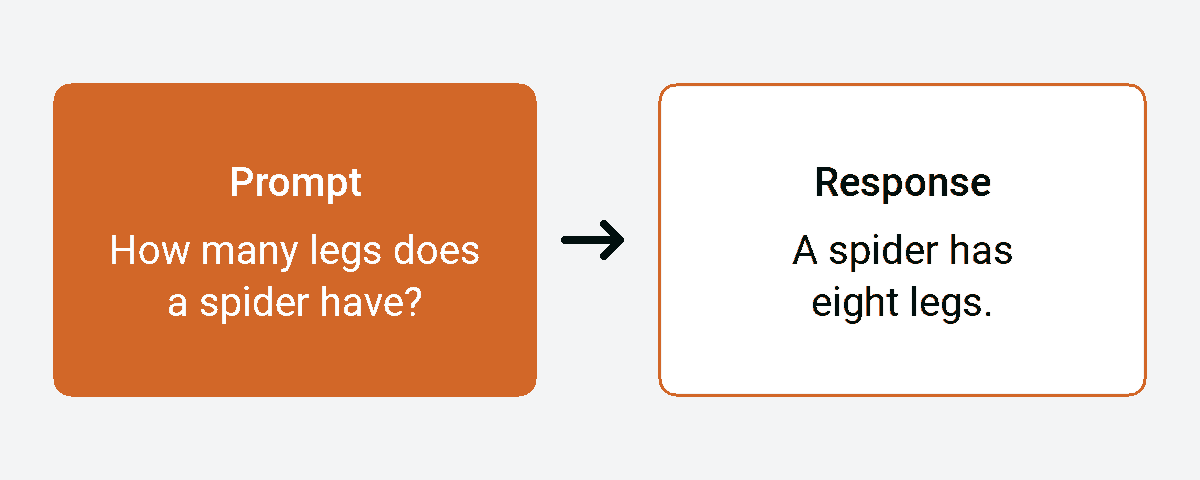 Prompt
How many legs does
a spider have?
Response
A spider has
eight legs.